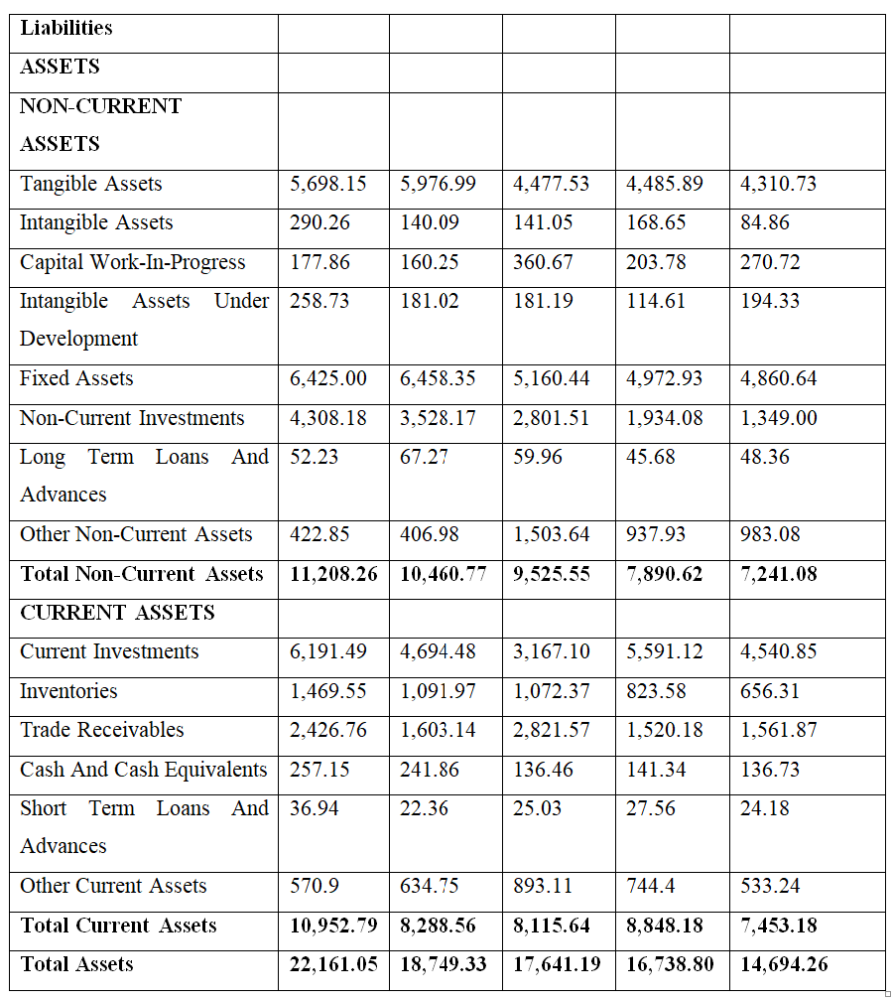 Liabilities
ASSETS
NON-CURRENT
ASSETS
Tangible Assets 5,698.15 5,976.99 4,477.53 4,485.89 4,310.73
Intangible Assets 290.26 140.09 141.05 168.65 84.86
Capital Work-In-Progress 177.86 160.25 360.67 203.78 270.72
Intangible Assets Under 258.73 181.02 181.19 114.61 194.33
Development
Fixed Assets 6,425.00 6,458.35 5,160.44 4,972.93 4,860.64
Non-Current Investments 4,308.18 3,528.17 2,801.51 1,934.08 1,349.00
Long Term Loans And 52.23 67.27 59.96 45.68 48.36
Advances
Other Non-Current Assets 422.85 406.98 1,503.64 937.93 983.08
Total Non-Current Assets 11,208.26 10,460.77 9,525.55 7,890.62 7,241.08
CURRENT ASSETS
Current Investments 6,191.49 4,694.48 3,167.10 5,591.12 4,540.85
Inventories 1,469.55 1,091.97 1,072.37 823.58 656.31
Trade Receivables 2,426.76 1,603.14 2,821.57 1,520.18 1,561.87
Cash And Cash Equivalents 257.15 241.86 136.46 141.34 136.73
Short Term Loans And 36.94 22.36 25.03 27.56 24.18
Advances
Other Current Assets 570.9 634.75 893.11 744.4 533.24
Total Current Assets 10,952.79 8,288.56 8,115.64 8,848.18 7,453.18
Total Assets 22,161.05 18,749.33 17,641.19 16,738.80 14,694.26